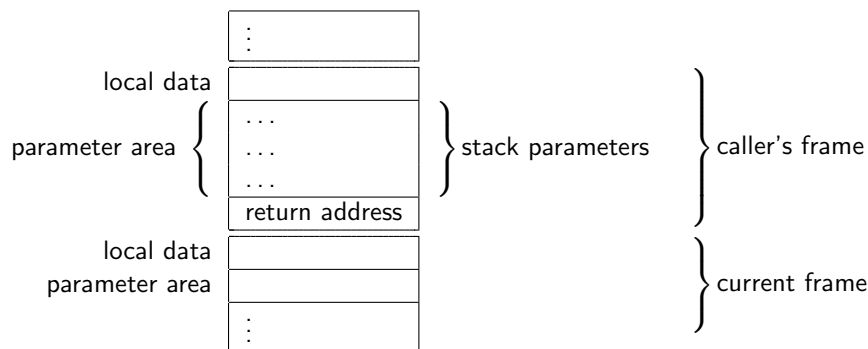 ⋮
local data
parameter area
. . .
. . .
. . .
stack parameters
caller's frame
return address
local data
parameter area
current frame
⋮